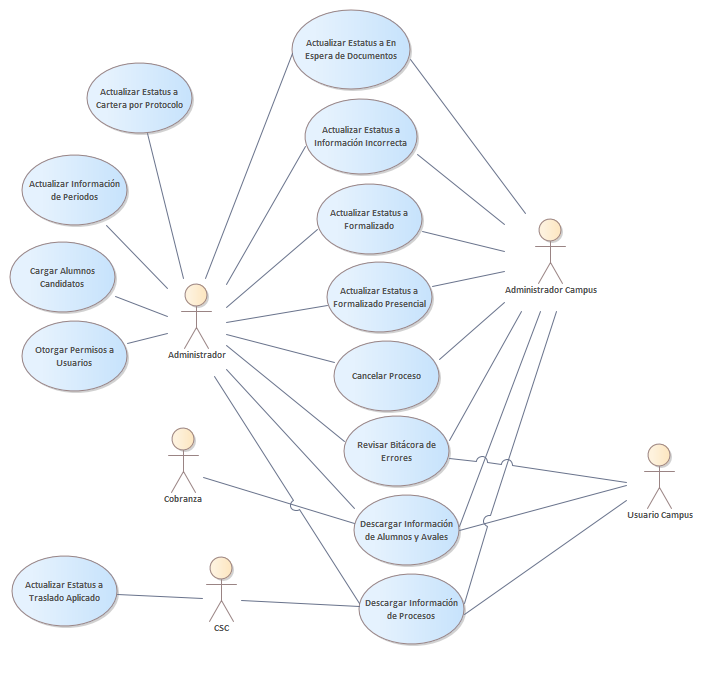 Actualizar Estatus a En
Espera de Documentos
Actualizar Estatus a
Cartera por Protocolo
Actualizar Estatus a
Información Incorrecta
Actualizar Información
de Periodos
Actualizar Estatus a
Formalizado
Cargar Alumnos
Candidatos
Actualizar Estatus a
Formalizado Presencial
Administrador Campus
Otorgar Permisos a
Usuarios
Administrador
Cancelar Proceso
Revisar Bitácora de
Errores
Cobranza
Usuario Campus
Descargar Información
de Alumnos y Avales
Actualizar Estatus a
Traslado Aplicado
Descargar Información
de Procesos
CSC